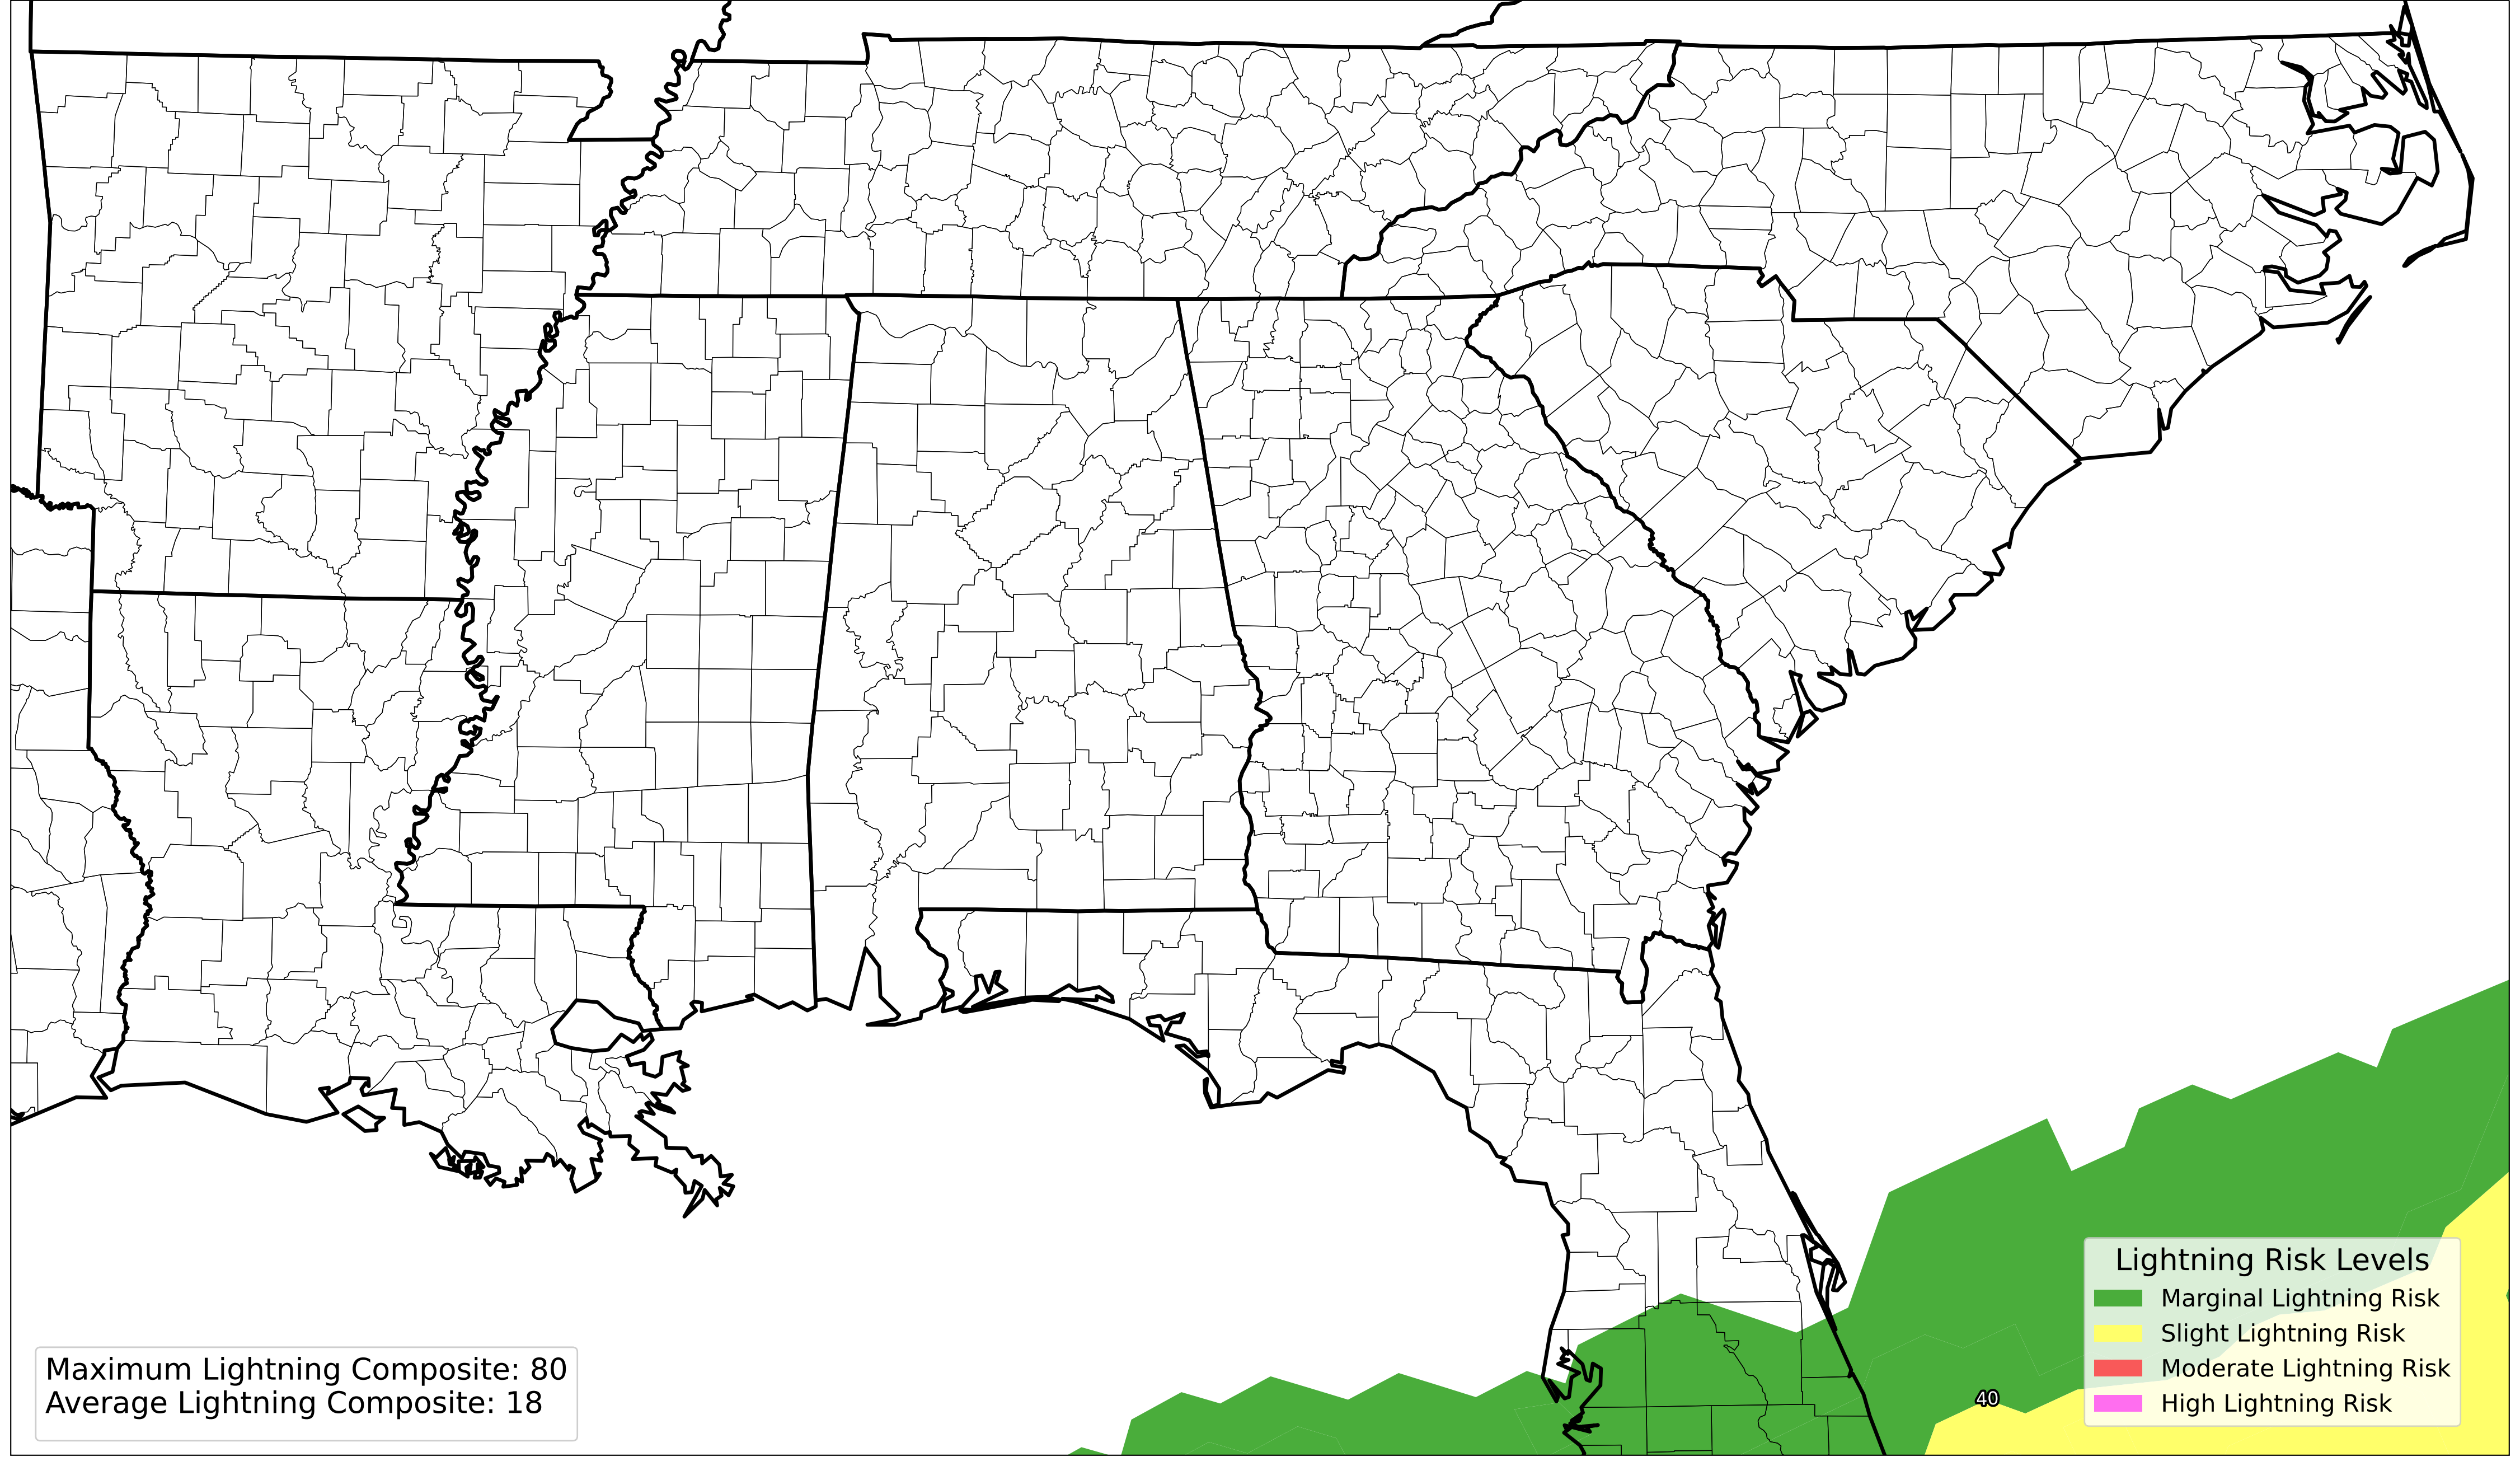 Maximum Lightning Composite: 80
Average Lightning Composite: 18
40
Lightning Risk Levels
Marginal Lightning Risk
Slight Lightning Risk
Moderate Lightning Risk
High Lightning Risk